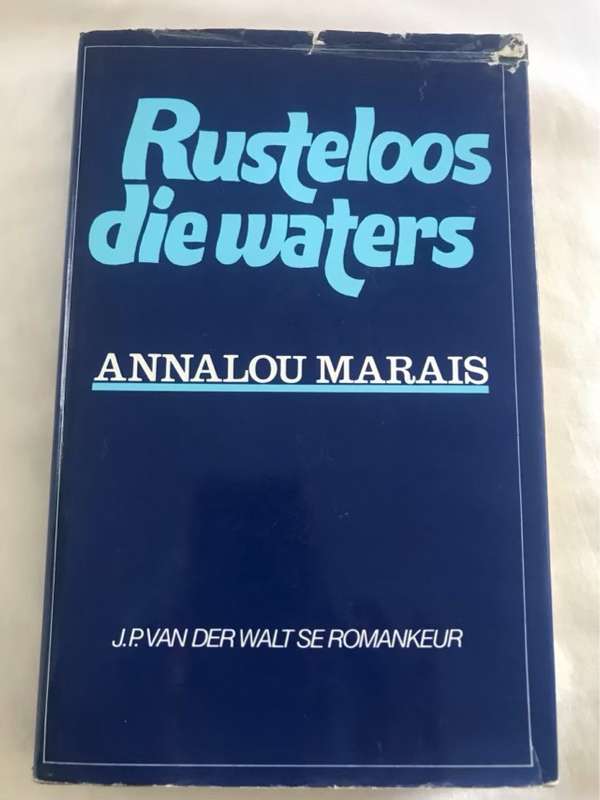 Rusteloos
die waters
ANNALOU MARAIS
J.P. VAN DER WALT SE ROMANKEUR